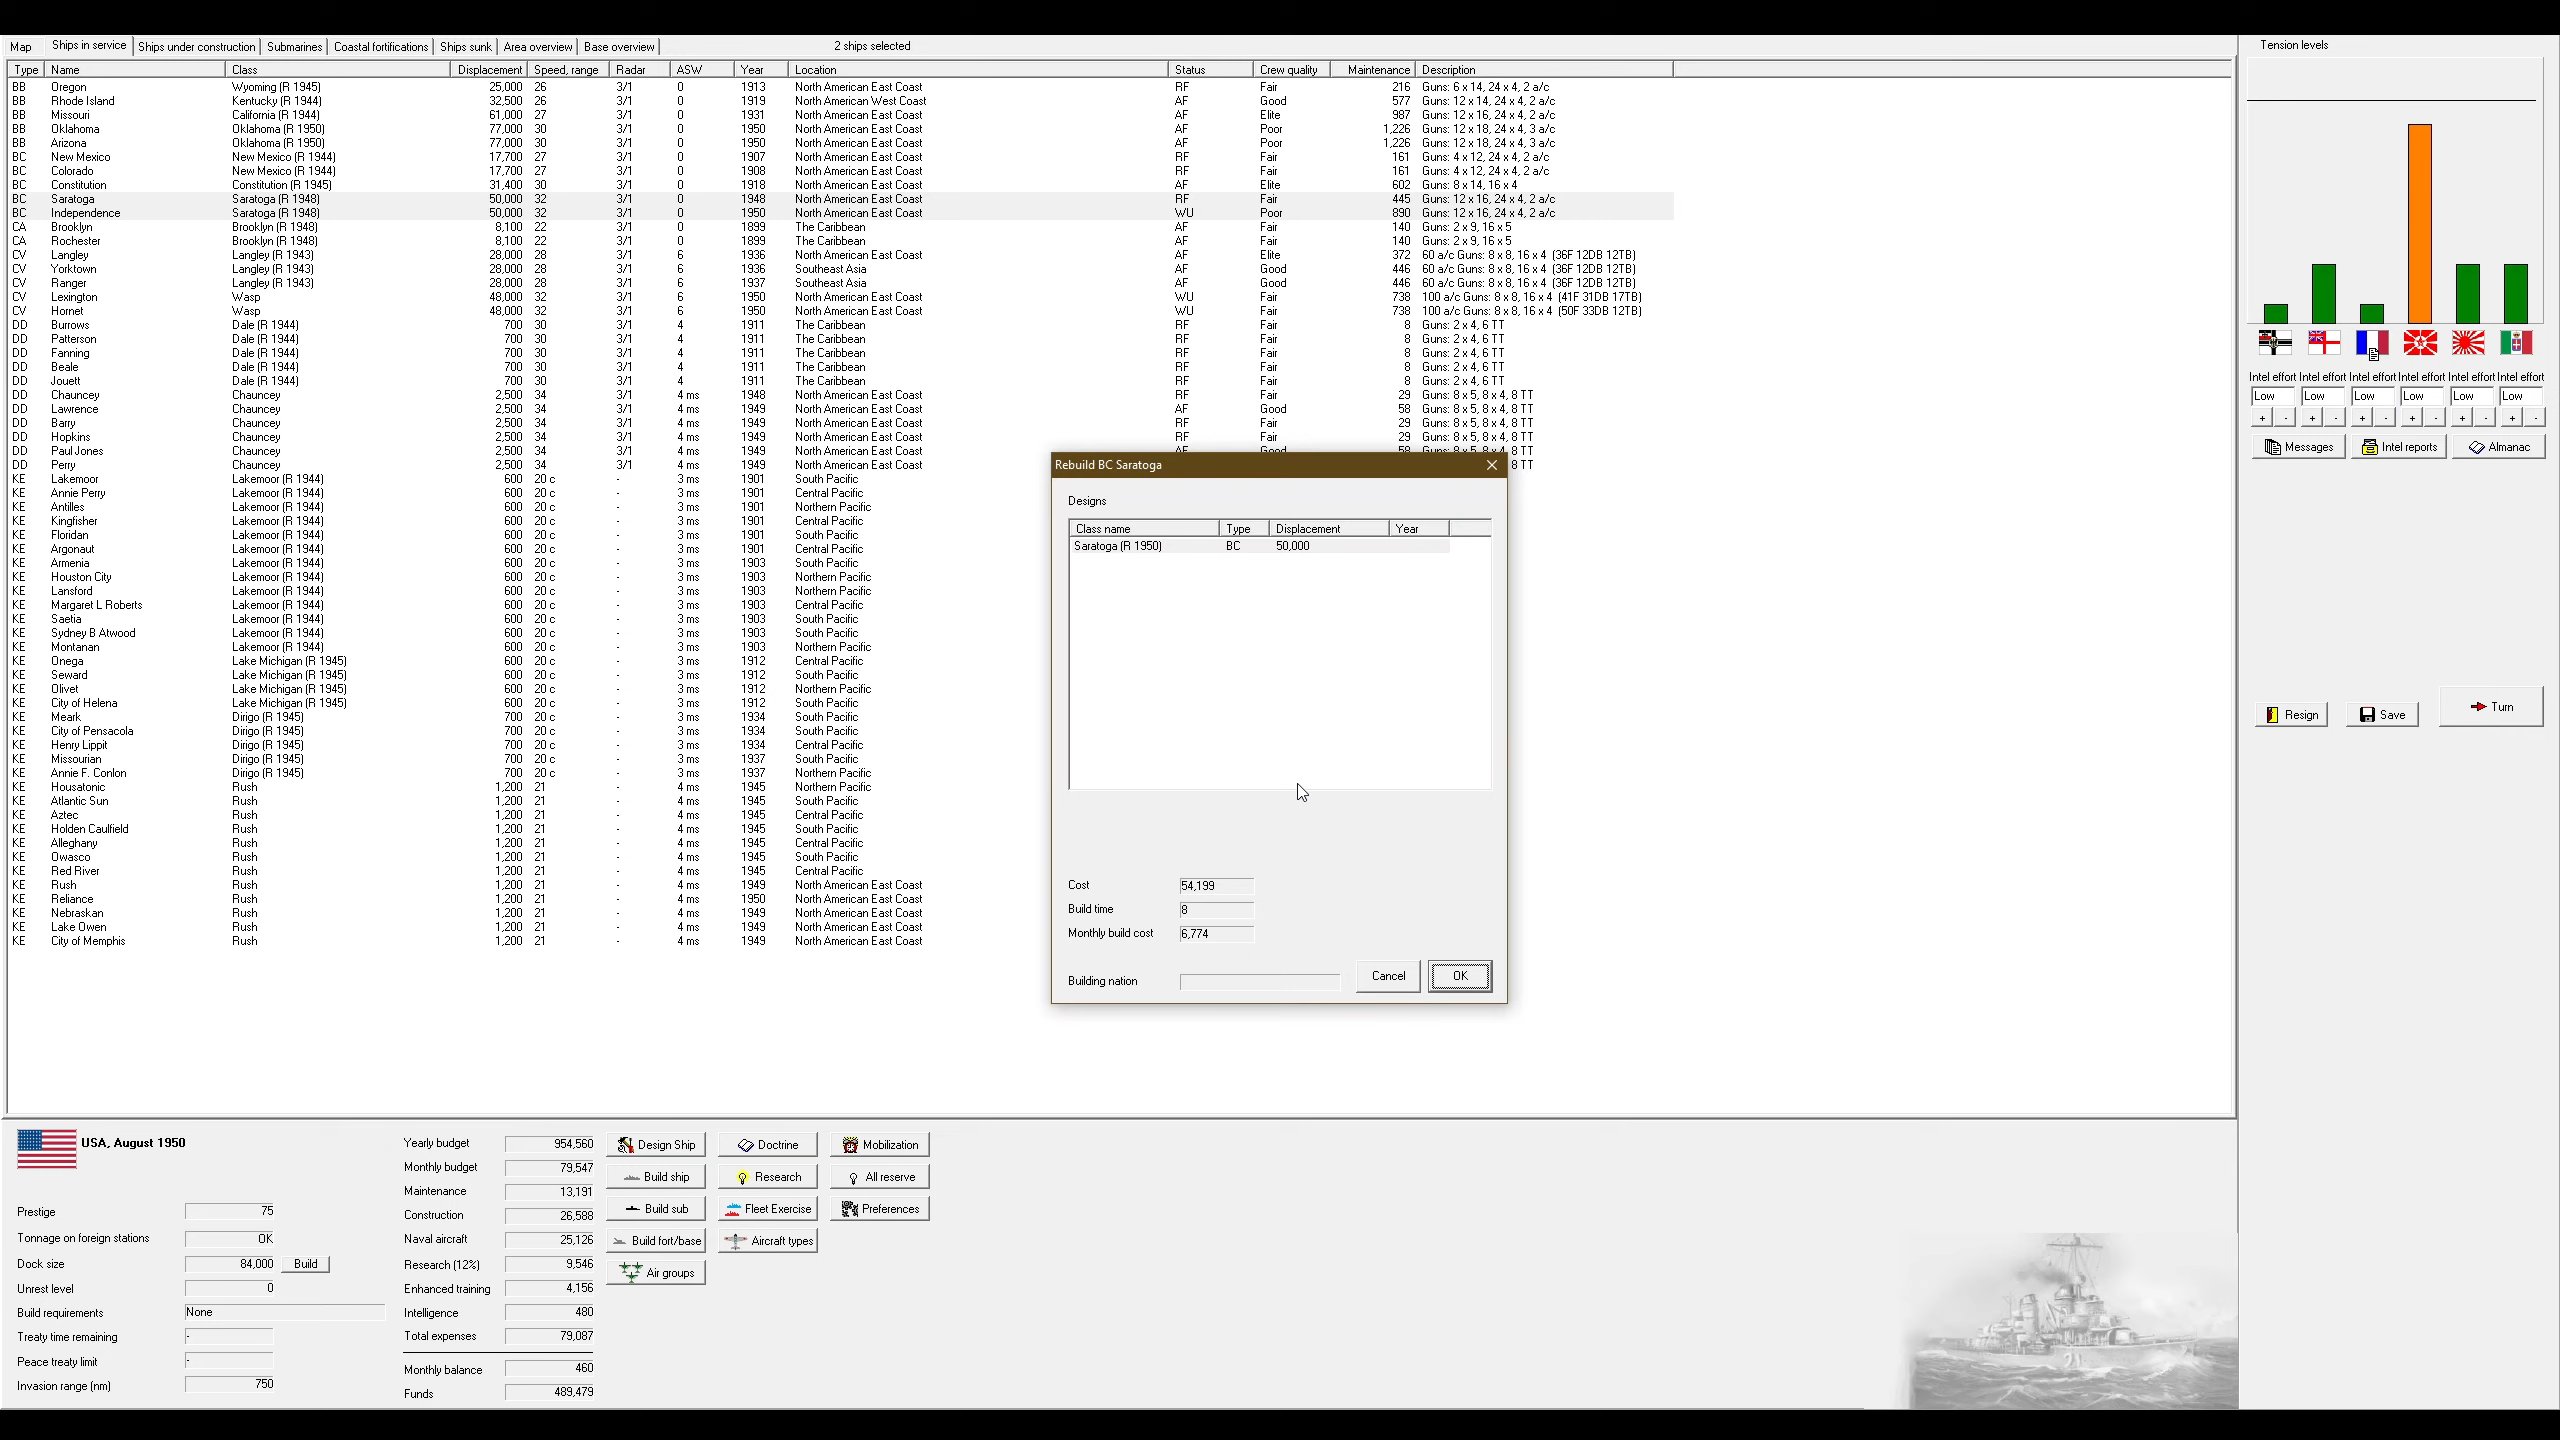 Map Ships in service Ships under construction Submarines Coastal fortifications Ships sunk Area overview Base overview 2 ships selected Tension levels
Type Name Class Displacement Speed, range Radar ASW Year Location Status Crew quality Maintenance Description
BB Oregon Wyoming (R 1945) 25,000 26 3/1 0 1913 North American East Coast RF Fair 216 Guns: 6 x 14, 24 x 4, 2 a/c
BB Rhode Island Kentucky (R 1944) 32,500 26 3/1 0 1919 North American West Coast AF Good 577 Guns: 12 x 14, 24 x 4, 2 a/c
BB Missouri California (R 1944) 61,000 27 3/1 0 1931 North American East Coast AF Elite 987 Guns: 12 x 16, 24 x 4, 2 a/c
BB Oklahoma Oklahoma (R 1950) 77,000 30 3/1 0 1950 North American East Coast AF Poor 1,226 Guns: 12 x 18, 24 x 4, 3 a/c
BB Arizona Oklahoma (R 1950) 77,000 30 3/1 0 1950 North American East Coast AF Poor 1,226 Guns: 12 x 18, 24 x 4, 3 a/c
BC New Mexico New Mexico (R 1944) 17,700 27 3/1 0 1907 North American East Coast RF Fair 161 Guns: 4 x 12, 24 x 4, 2 a/c
BC Colorado New Mexico (R 1944) 17,700 27 3/1 0 1908 North American East Coast RF Fair 161 Guns: 4 x 12, 24 x 4, 2 a/c
BC Constitution Constitution (R 1945) 31,400 30 3/1 0 1918 North American East Coast AF Elite 602 Guns: 8 x 14, 16 x 4
BC Saratoga Saratoga (R 1948) 50,000 32 3/1 0 1948 North American East Coast RF Fair 445 Guns: 12 x 16, 24 x 4, 2 a/c
BC Independence Saratoga (R 1948) 50,000 32 3/1 0 1950 North American East Coast WU Poor 890 Guns: 12 x 16, 24 x 4, 2 a/c
CA Brooklyn Brooklyn (R 1948) 8,100 22 3/1 0 1899 The Caribbean AF Fair 140 Guns: 2 x 9, 16 x 5
CA Rochester Brooklyn (R 1948) 8,100 22 3/1 0 1899 The Caribbean AF Fair 140 Guns: 2 x 9, 16 x 5
CV Langley Langley (R 1943) 28,000 28 3/1 6 1936 North American East Coast AF Elite 372 60 a/c Guns: 8 x 8, 16 x 4 (36F 12DB 12TB)
CV Yorktown Langley (R 1943) 28,000 28 3/1 6 1936 Southeast Asia AF Good 446 60 a/c Guns: 8 x 8, 16 x 4 (36F 12DB 12TB)
CV Ranger Langley (R 1943) 28,000 28 3/1 6 1937 Southeast Asia AF Good 446 60 a/c Guns: 8 x 8, 16 x 4 (36F 12DB 12TB)
CV Lexington Wasp 48,000 32 3/1 6 1950 North American East Coast WU Fair 738 100 a/c Guns: 8 x 8, 16 x 4 (41F 31DB 17TB)
CV Hornet Wasp 48,000 32 3/1 6 1950 North American East Coast WU Fair 738 100 a/c Guns: 8 x 8, 16 x 4 (50F 33DB 12TB)
DD Burrows Dale (R 1944) 700 30 3/1 4 1911 The Caribbean RF Fair 8 Guns: 2 x 4, 6 TT
DD Patterson Dale (R 1944) 700 30 3/1 4 1911 The Caribbean RF Fair 8 Guns: 2 x 4, 6 TT
DD Fanning Dale (R 1944) 700 30 3/1 4 1911 The Caribbean RF Fair 8 Guns: 2 x 4, 6 TT
DD Beale Dale (R 1944) 700 30 3/1 4 1911 The Caribbean RF Fair 8 Guns: 2 x 4, 6 TT
DD Jouett Dale (R 1944) 700 30 3/1 4 1911 The Caribbean RF Fair 8 Guns: 2 x 4, 6 TT
DD Chauncey Chauncey 2,500 34 3/1 4 ms 1948 North American East Coast RF Fair 29 Guns: 8 x 5, 8 x 4, 8 TT
DD Lawrence Chauncey 2,500 34 3/1 4 ms 1949 North American East Coast AF Good 58 Guns: 8 x 5, 8 x 4, 8 TT
DD Barry Chauncey 2,500 34 3/1 4 ms 1949 North American East Coast RF Fair 29 Guns: 8 x 5, 8 x 4, 8 TT
DD Hopkins Chauncey 2,500 34 3/1 4 ms 1949 North American East Coast RF Fair 29 Guns: 8 x 5, 8 x 4, 8 TT
DD Paul Jones Chauncey 2,500 34 3/1 4 ms 1949 North American East Coast AF Good 58 Guns: 8 x 5, 8 x 4, 8 TT
DD Perry Chauncey 2,500 34 3/1 4 ms 1949 North American East Coast 8 TT
KE Lakemoor Lakemoor (R 1944) 600 20 c - 3 ms 1901 South Pacific
KE Annie Perry Lakemoor (R 1944) 600 20 c - 3 ms 1901 Central Pacific
KE Antilles Lakemoor (R 1944) 600 20 c - 3 ms 1901 Northern Pacific
KE Kingfisher Lakemoor (R 1944) 600 20 c - 3 ms 1901 Central Pacific
KE Floridan Lakemoor (R 1944) 600 20 c - 3 ms 1901 South Pacific
KE Argonaut Lakemoor (R 1944) 600 20 c - 3 ms 1901 Central Pacific
KE Armenia Lakemoor (R 1944) 600 20 c - 3 ms 1903 South Pacific
KE Houston City Lakemoor (R 1944) 600 20 c - 3 ms 1903 Northern Pacific
KE Lansford Lakemoor (R 1944) 600 20 c - 3 ms 1903 Northern Pacific
KE Margaret L Roberts Lakemoor (R 1944) 600 20 c - 3 ms 1903 Central Pacific
KE Saetia Lakemoor (R 1944) 600 20 c - 3 ms 1903 South Pacific
KE Sydney B Atwood Lakemoor (R 1944) 600 20 c - 3 ms 1903 Central Pacific
KE Montanan Lakemoor (R 1944) 600 20 c - 3 ms 1903 Northern Pacific
KE Onega Lake Michigan (R 1945) 600 20 c - 3 ms 1912 Central Pacific
KE Seward Lake Michigan (R 1945) 600 20 c - 3 ms 1912 South Pacific
KE Olivet Lake Michigan (R 1945) 600 20 c - 3 ms 1912 Northern Pacific
KE City of Helena Lake Michigan (R 1945) 600 20 c - 3 ms 1912 South Pacific
KE Meark Dirigo (R 1945) 700 20 c - 3 ms 1934 South Pacific
KE City of Pensacola Dirigo (R 1945) 700 20 c - 3 ms 1934 South Pacific
KE Henry Lippit Dirigo (R 1945) 700 20 c - 3 ms 1934 Central Pacific
KE Missourian Dirigo (R 1945) 700 20 c - 3 ms 1937 South Pacific
KE Annie F. Conlon Dirigo (R 1945) 700 20 c - 3 ms 1937 Northern Pacific
KE Housatonic Rush 1,200 21 - 4 ms 1945 Northern Pacific
KE Atlantic Sun Rush 1,200 21 - 4 ms 1945 South Pacific
KE Aztec Rush 1,200 21 - 4 ms 1945 Central Pacific
KE Holden Caulfield Rush 1,200 21 - 4 ms 1945 South Pacific
KE Alleghany Rush 1,200 21 - 4 ms 1945 Central Pacific
KE Owasco Rush 1,200 21 - 4 ms 1945 South Pacific
KE Red River Rush 1,200 21 - 4 ms 1945 Central Pacific
KE Rush Rush 1,200 21 - 4 ms 1949 North American East Coast
KE Reliance Rush 1,200 21 - 4 ms 1950 North American East Coast
KE Nebraskan Rush 1,200 21 - 4 ms 1949 North American East Coast
KE Lake Owen Rush 1,200 21 - 4 ms 1949 North American East Coast
KE City of Memphis Rush 1,200 21 - 4 ms 1949 North American East Coast
Rebuild BC Saratoga
Designs
Class name Type Displacement Year
Saratoga (R 1950) BC 50,000
Cost 54,199
Build time 8
Monthly build cost 6,774
Building nation Cancel OK
Intel effort Intel effort Intel effort Intel effort Intel effort Intel effort
Low Low Low Low Low Low
+ - + - + - + - + - + -
Messages Intel reports Almanac
Resign Save Turn
USA, August 1950
Prestige 75
Tonnage on foreign stations OK
Dock size 84,000 Build
Unrest level 0
Build requirements None
Treaty time remaining -
Peace treaty limit -
Invasion range (nm) 750
Yearly budget 954,560
Monthly budget 79,547
Maintenance 13,191
Construction 26,588
Naval aircraft 25,126
Research (12%) 9,546
Enhanced training 4,156
Intelligence 480
Total expenses 79,087
Monthly balance 460
Funds 489,479
Design Ship Doctrine Mobilization
Build ship Research All reserve
Build sub Fleet Exercise Preferences
Build fort/base Aircraft types
Air groups